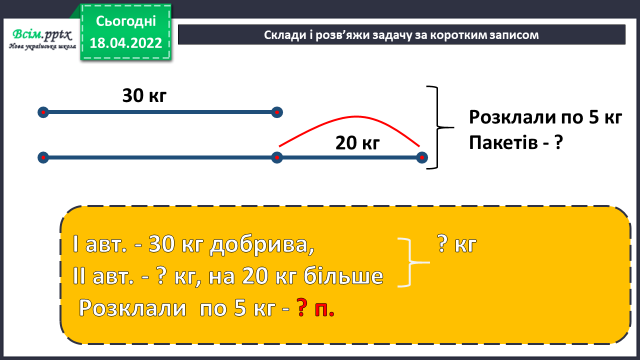 Всім.pptx
Нова українська школа
Сьогодні
18.04.2022
Склади і розв'яжи задачу за коротким записом
30 кг
20 кг
Розклали по 5 кг
Пакетів - ?
І авт. - 30 кг добрива,
? кг
ІІ авт. - ? кг, на 20 кг більше
Розклали по 5 кг - ? п.